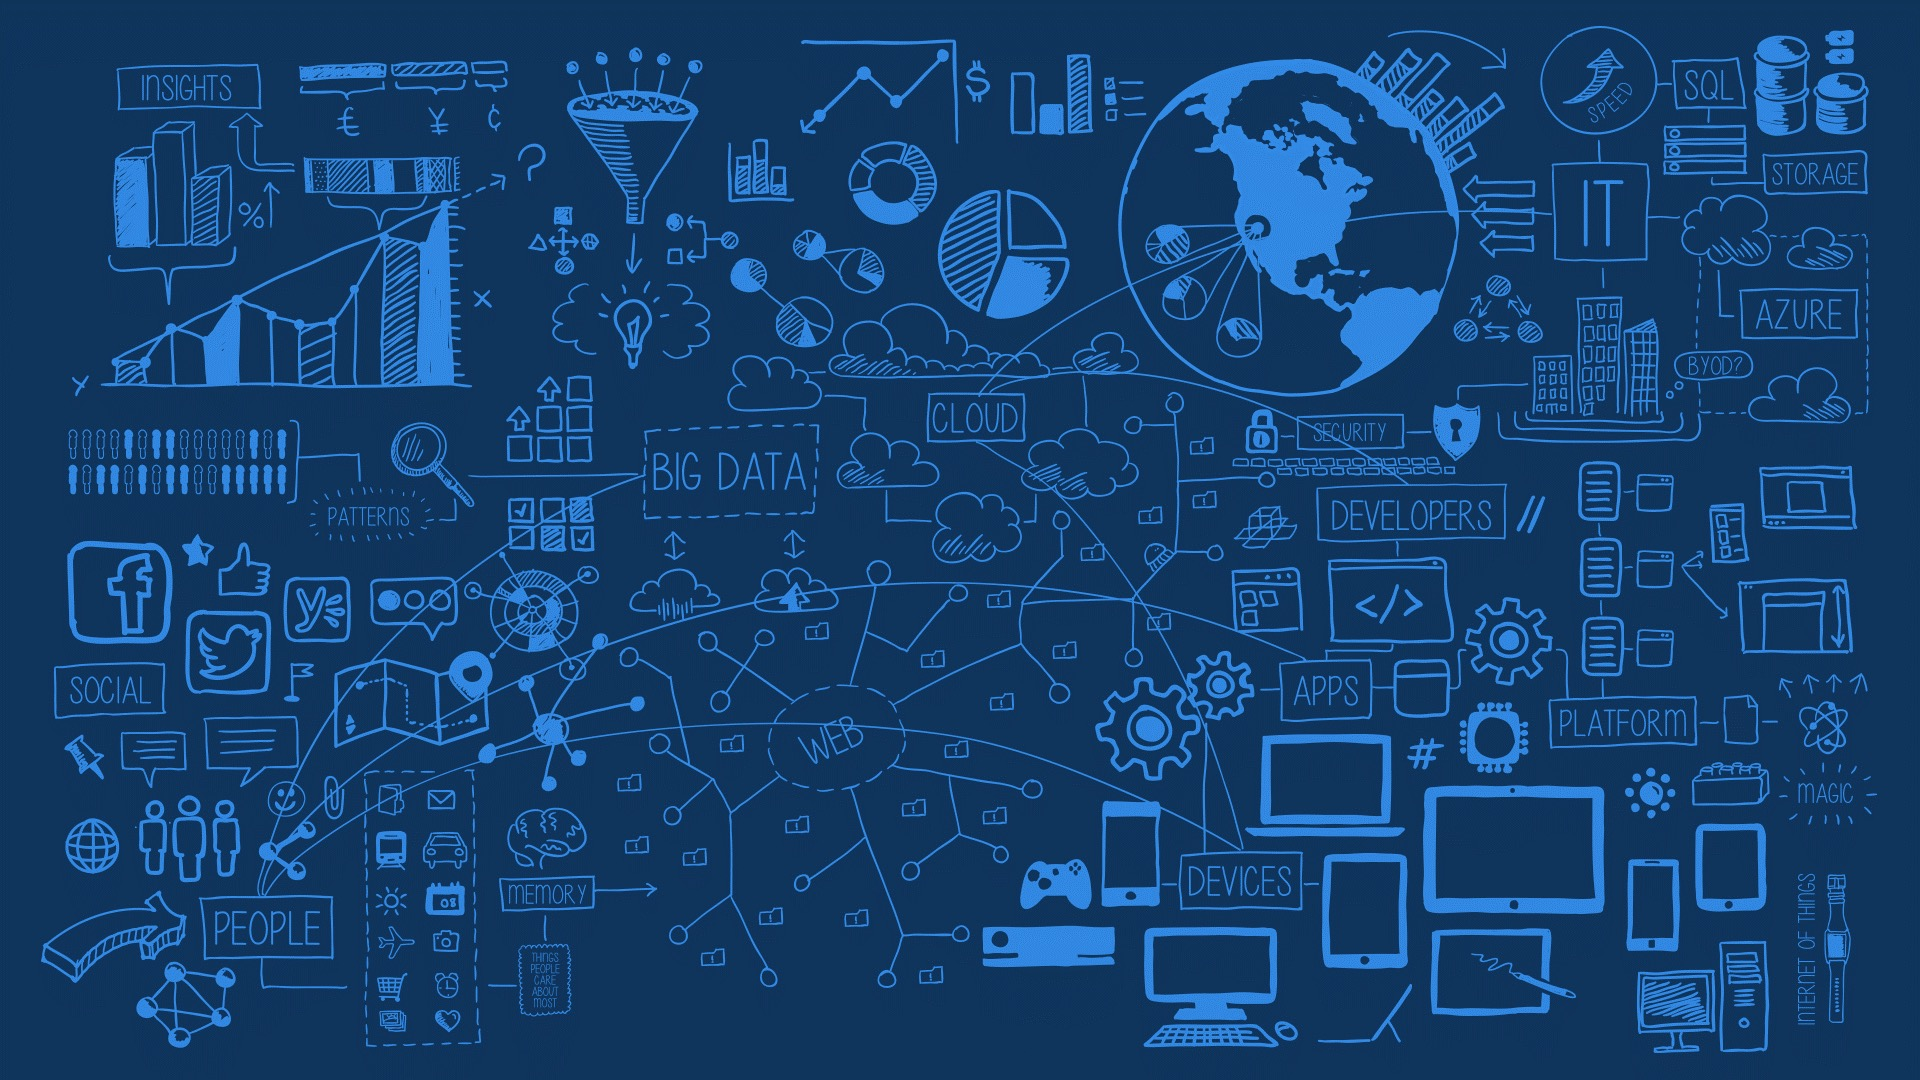 INSIGHTS
€
¥
¢
$
SPEED
SQL
STORAGE
%
?
IT
AZURE
BYOD?
X
Y
CLOUD
SECURITY
BIG DATA
PATTERNS
DEVELOPERS //
</>
f
y
SOCIAL
APPS
PLATFORM
WEB
#
MAGIC
MEMORY
08
DEVICES
PEOPLE
THINGS
PEOPLE
CARE
ABOUT
MOST
INTERNET OF THINGS